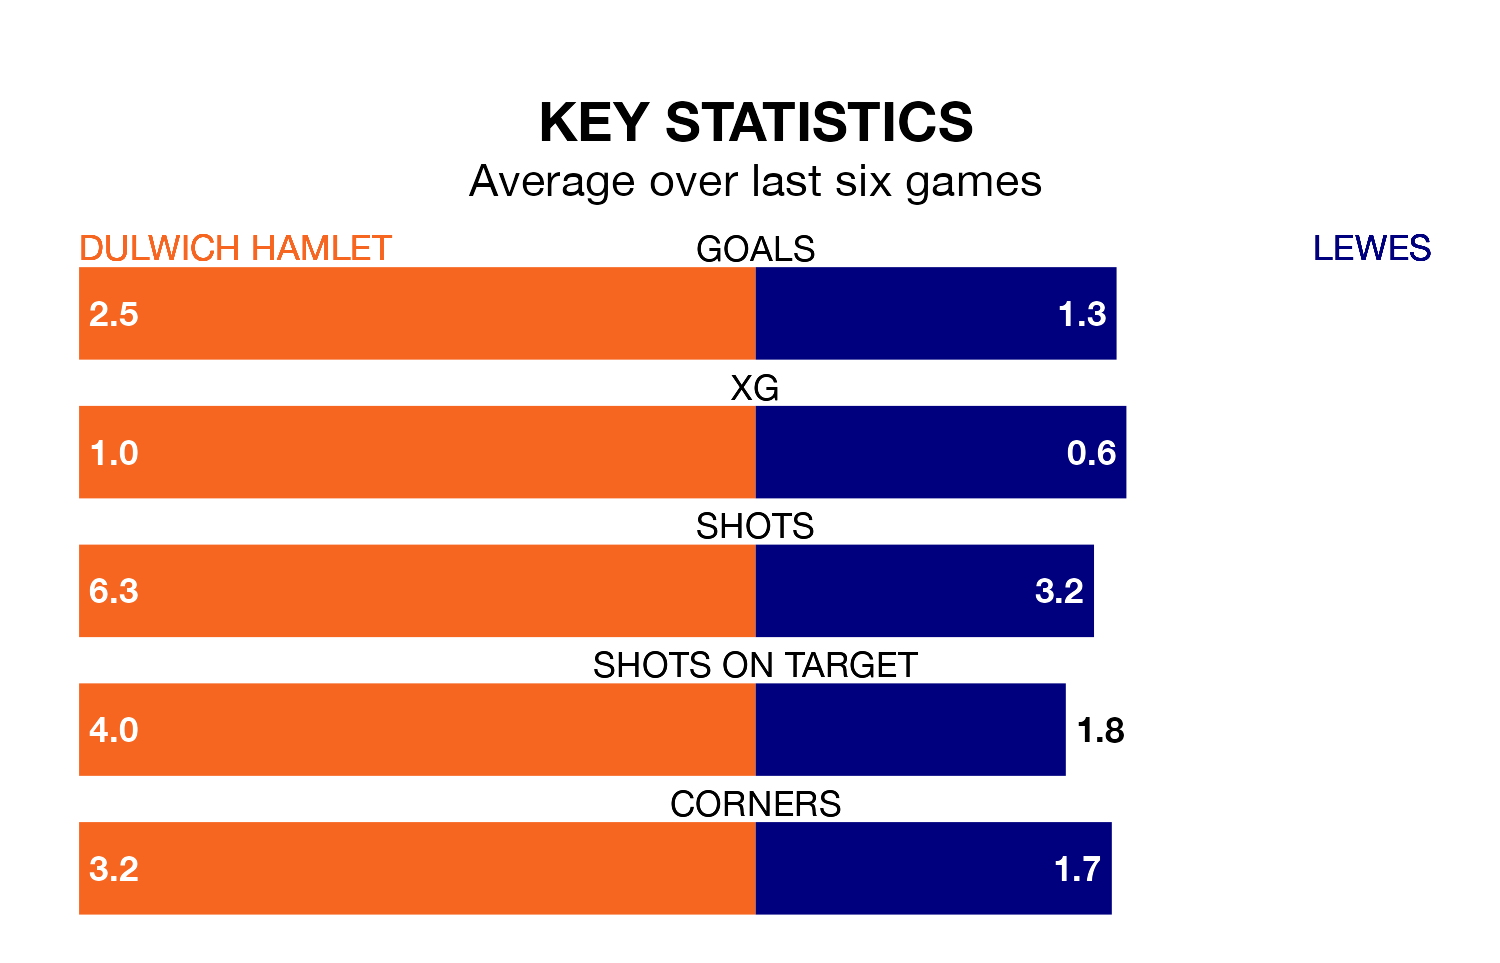 KEY STATISTICS
Average over last six games
DULWICH HAMLET GOALS LEWES
2.5 1.3
XG
1.0 0.6
SHOTS
6.3 3.2
SHOTS ON TARGET
4.0 1.8
CORNERS
3.2 1.7